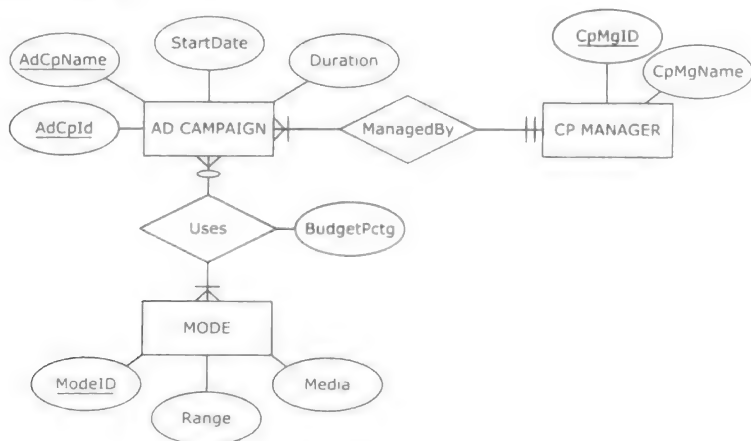 StartDate
CpMgID
AdCpName
Duration
CpMgName
AdCpId
AD CAMPAIGN
ManagedBy
CP MANAGER
Uses
BudgetPctg
MODE
ModeID
Media
Range